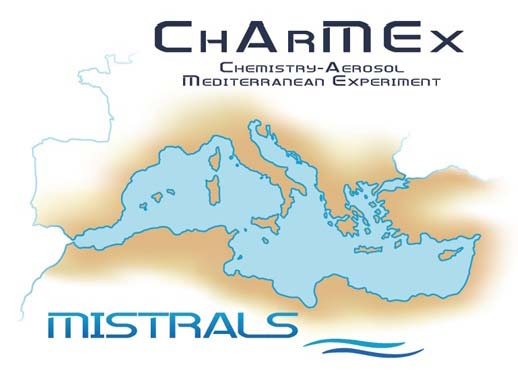 ChArMEx
Chemistry-Aerosol
Mediterranean Experiment
MISTRALS